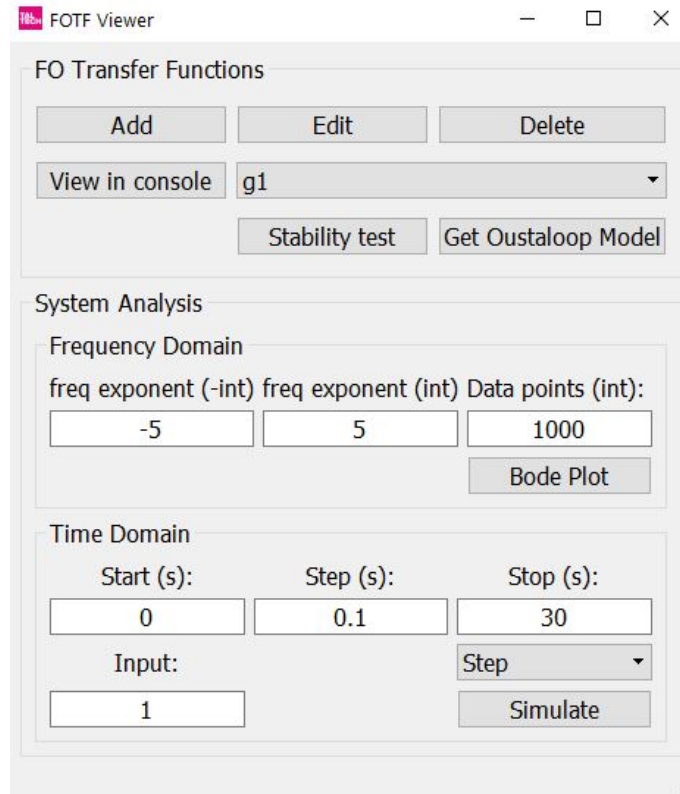 FOTF Viewer
FO Transfer Functions
Add Edit Delete
View in console g1
Stability test Get Oustaloop Model
System Analysis
Frequency Domain
freq exponent (-int) freq exponent (int) Data points (int):
-5 5 1000
Bode Plot
Time Domain
Start (s): Step (s): Stop (s):
0 0.1 30
Input: Step
1 Simulate